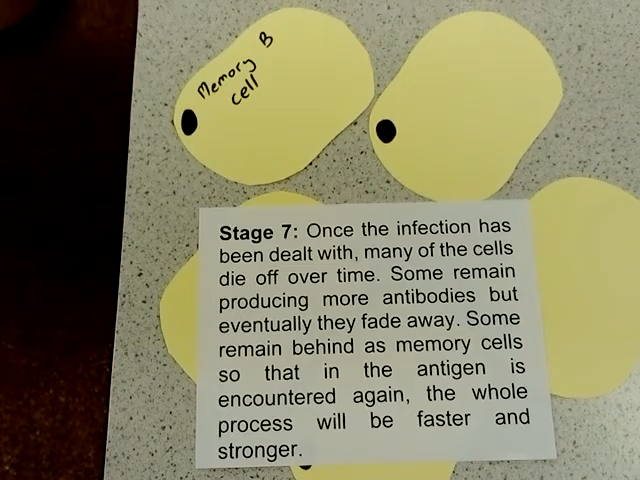 Memory B
cell
Stage 7: Once the infection has
been dealt with, many of the cells
die off over time. Some remain
producing more antibodies but
eventually they fade away. Some
remain behind as memory cells
so that in the antigen is
encountered again, the whole
process will be faster and
stronger.